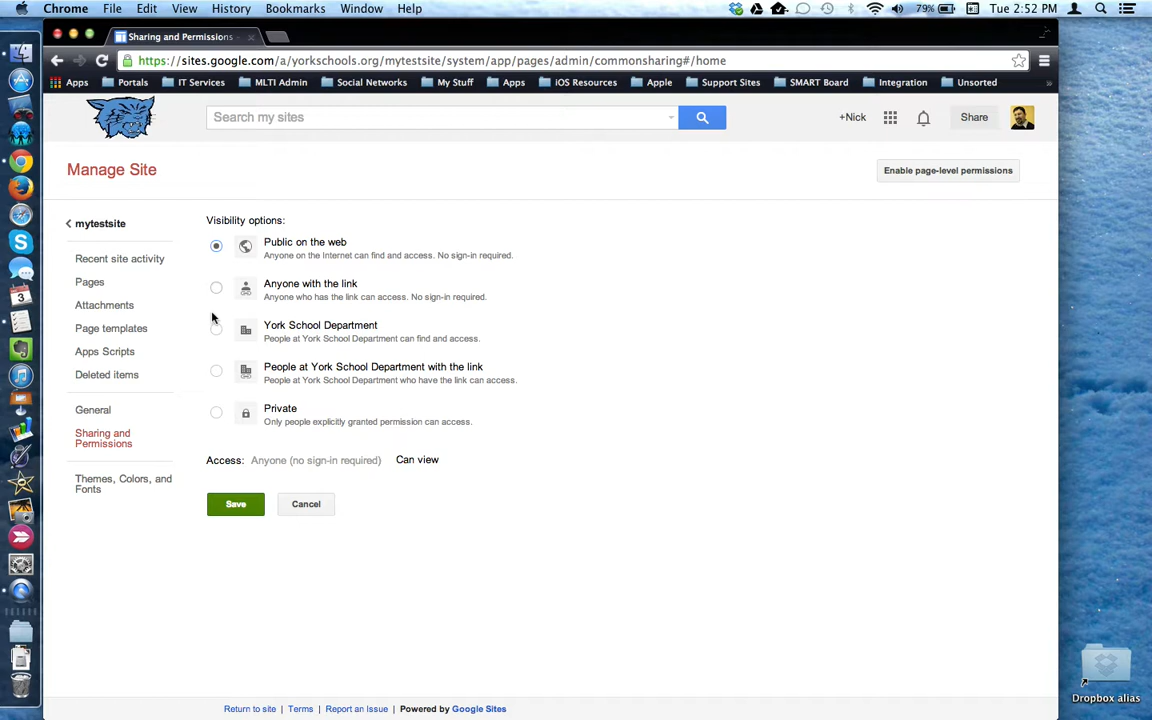 Chrome File Edit View History Bookmarks Window Help 79% Tue 2:52 PM
Sharing and Permissions
https://sites.google.com/a/yorkschools.org/mytestsite/system/app/pages/admin/commonsharing#/home
Apps Portals IT Services MLTI Admin Social Networks My Stuff Apps iOS Resources Apple Support Sites SMART Board Integration Unsorted »
Search my sites +Nick Share
Manage Site Enable page-level permissions
mytestsite
Recent site activity
Pages
Attachments
Page templates
Apps Scripts
Deleted items
General
Sharing and
Permissions
Themes, Colors, and
Fonts
Visibility options:
Public on the web
Anyone on the Internet can find and access. No sign-in required.
Anyone with the link
Anyone who has the link can access. No sign-in required.
York School Department
People at York School Department can find and access.
People at York School Department with the link
People at York School Department who have the link can access.
Private
Only people explicitly granted permission can access.
Access: Anyone (no sign-in required) Can view
Save Cancel
Return to site | Terms | Report an Issue | Powered by Google Sites
Dropbox alias